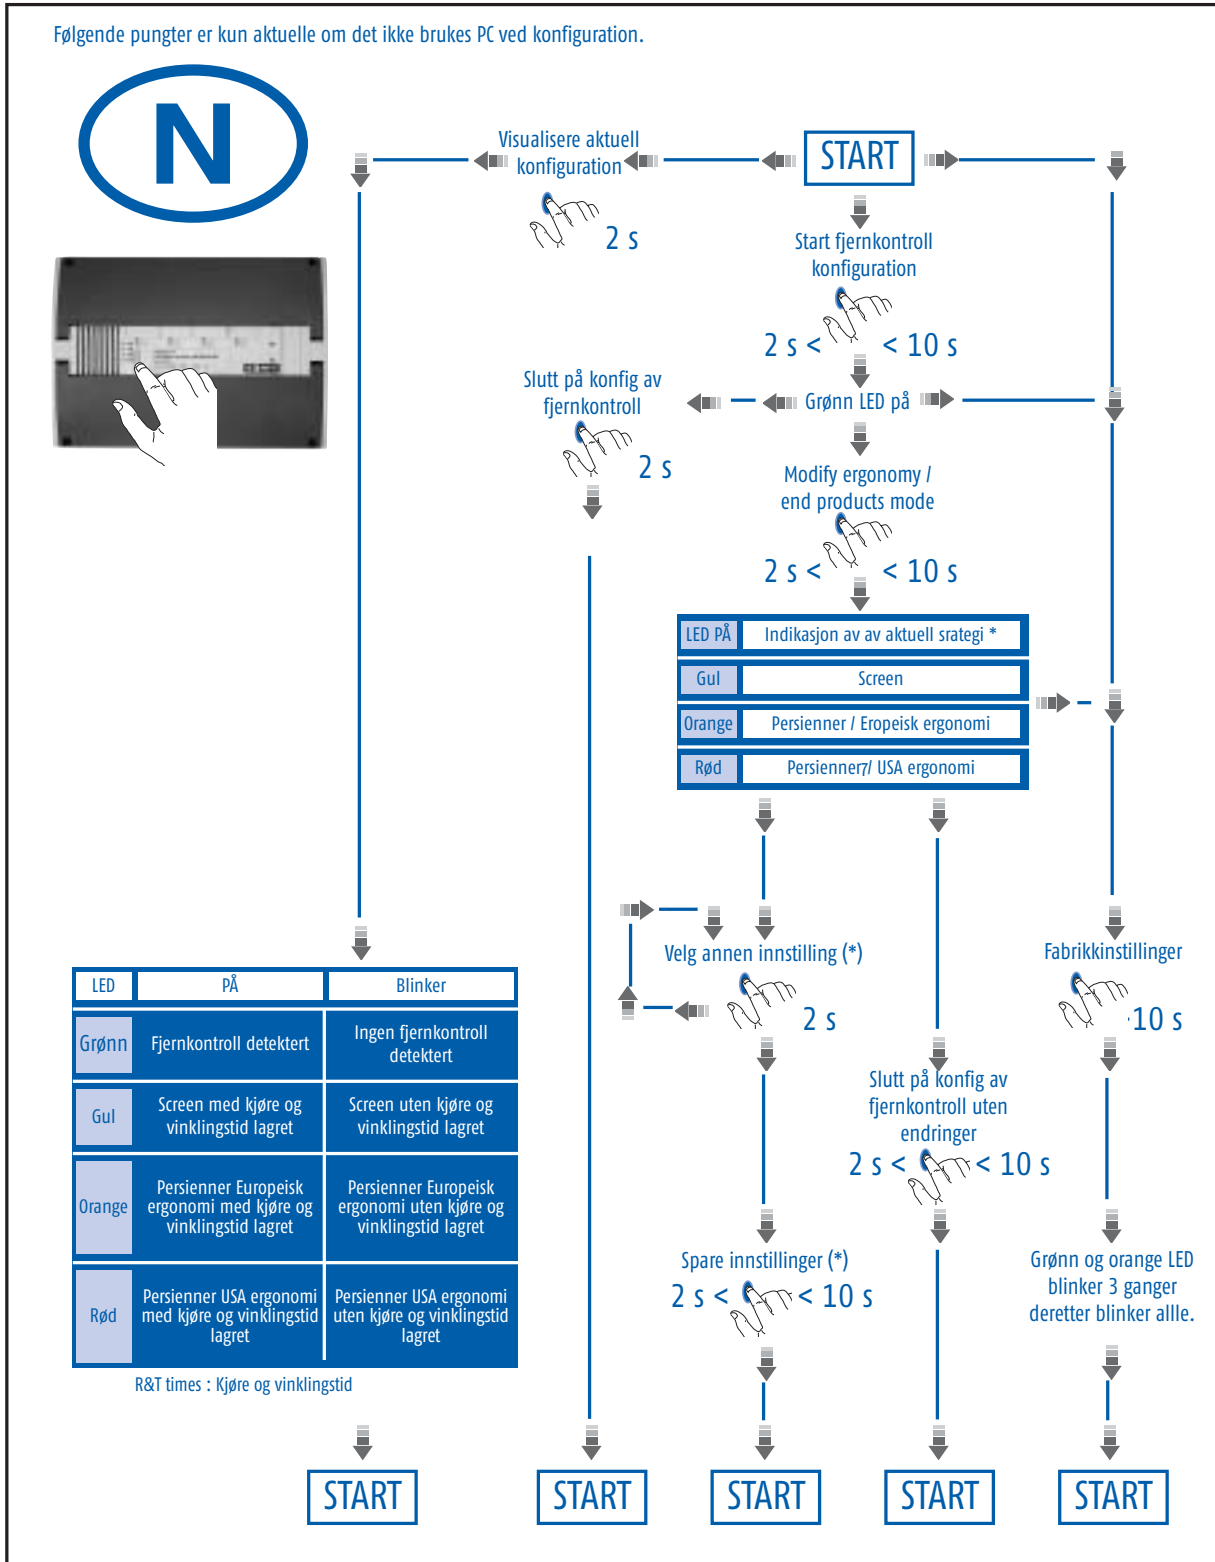 Følgende pungter er kun aktuelle om det ikke brukes PC ved konfiguration.
N
START
Visualisere aktuell
konfiguration
2 s
Start fjernkontroll
konfiguration
2 s < < 10 s
Grønn LED på
Slutt på konfig av
fjernkontroll
2 s
Modify ergonomy /
end products mode
2 s < < 10 s
LED PÅ Indikasjon av av aktuell srategi *
Gul Screen
Orange Persienner / Eropeisk ergonomi
Rød Persienner7/ USA ergonomi
Velg annen innstilling (*)
2 s
Fabrikkinstillinger
10 s
Slutt på konfig av
fjernkontroll uten
endringer
2 s < < 10 s
Spare innstillinger (*)
2 s < < 10 s
Grønn og orange LED
blinker 3 ganger
deretter blinker allle.
LED PÅ Blinker
Grønn Fjernkontroll detektert Ingen fjernkontroll
detektert
Gul Screen med kjøre og
vinklingstid lagret Screen uten kjøre og
vinklingstid lagret
Orange Persienner Europeisk
ergonomi med kjøre og
vinklingstid lagret Persienner Europeisk
ergonomi uten kjøre og
vinklingstid lagret
Rød Persienner USA ergonomi
med kjøre og vinklingstid
lagret Persienner USA ergonomi
uten kjøre og vinklingstid
lagret
R&T times : Kjøre og vinklingstid
START START START START START